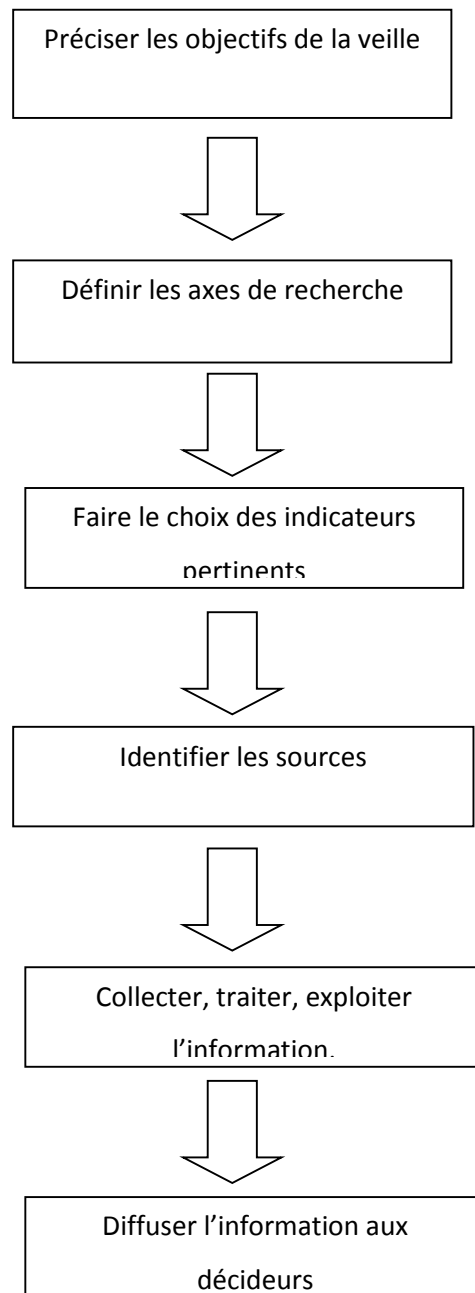 Préciser les objectifs de la veille
Définir les axes de recherche
Faire le choix des indicateurs
pertinents
Identifier les sources
Collecter, traiter, exploiter
l’information.
Diffuser l’information aux
décideurs